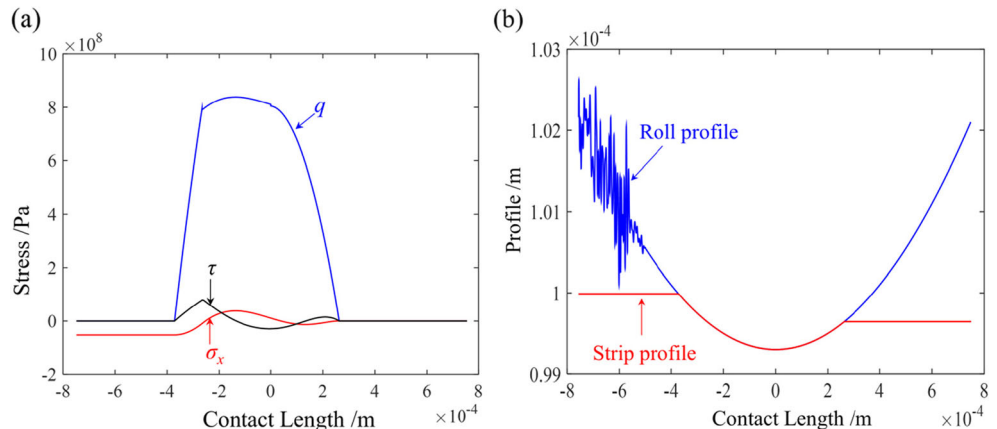 (a)
×10⁸
10
8
6
4
2
0
-2
Stress /Pa
q
τ
σₓ
-8 -6 -4 -2 0 2 4 6 8
Contact Length /m
×10⁻⁴
(b)
×10⁻⁴
1.03
1.02
1.01
1
0.99
Profile /m
Roll profile
Strip profile
-8 -6 -4 -2 0 2 4 6 8
Contact Length /m
×10⁻⁴